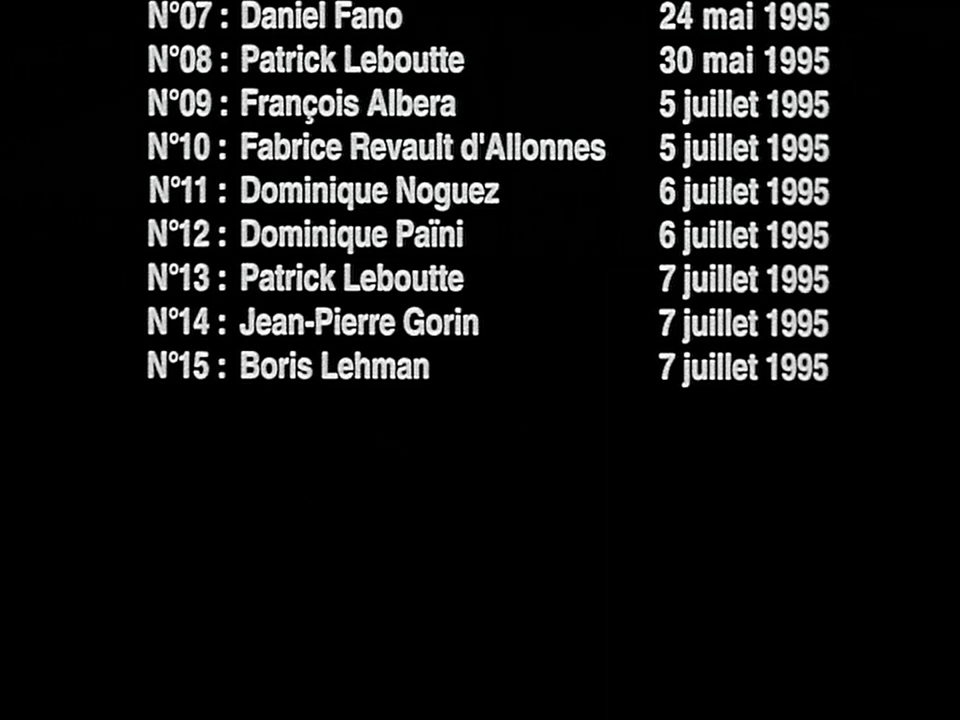 N°07 : Daniel Fano 24 mai 1995
N°08 : Patrick Leboutte 30 mai 1995
N°09 : François Albera 5 juillet 1995
N°10 : Fabrice Revault d'Allonnes 5 juillet 1995
N°11 : Dominique Noguez 6 juillet 1995
N°12 : Dominique Païni 6 juillet 1995
N°13 : Patrick Leboutte 7 juillet 1995
N°14 : Jean-Pierre Gorin 7 juillet 1995
N°15 : Boris Lehman 7 juillet 1995